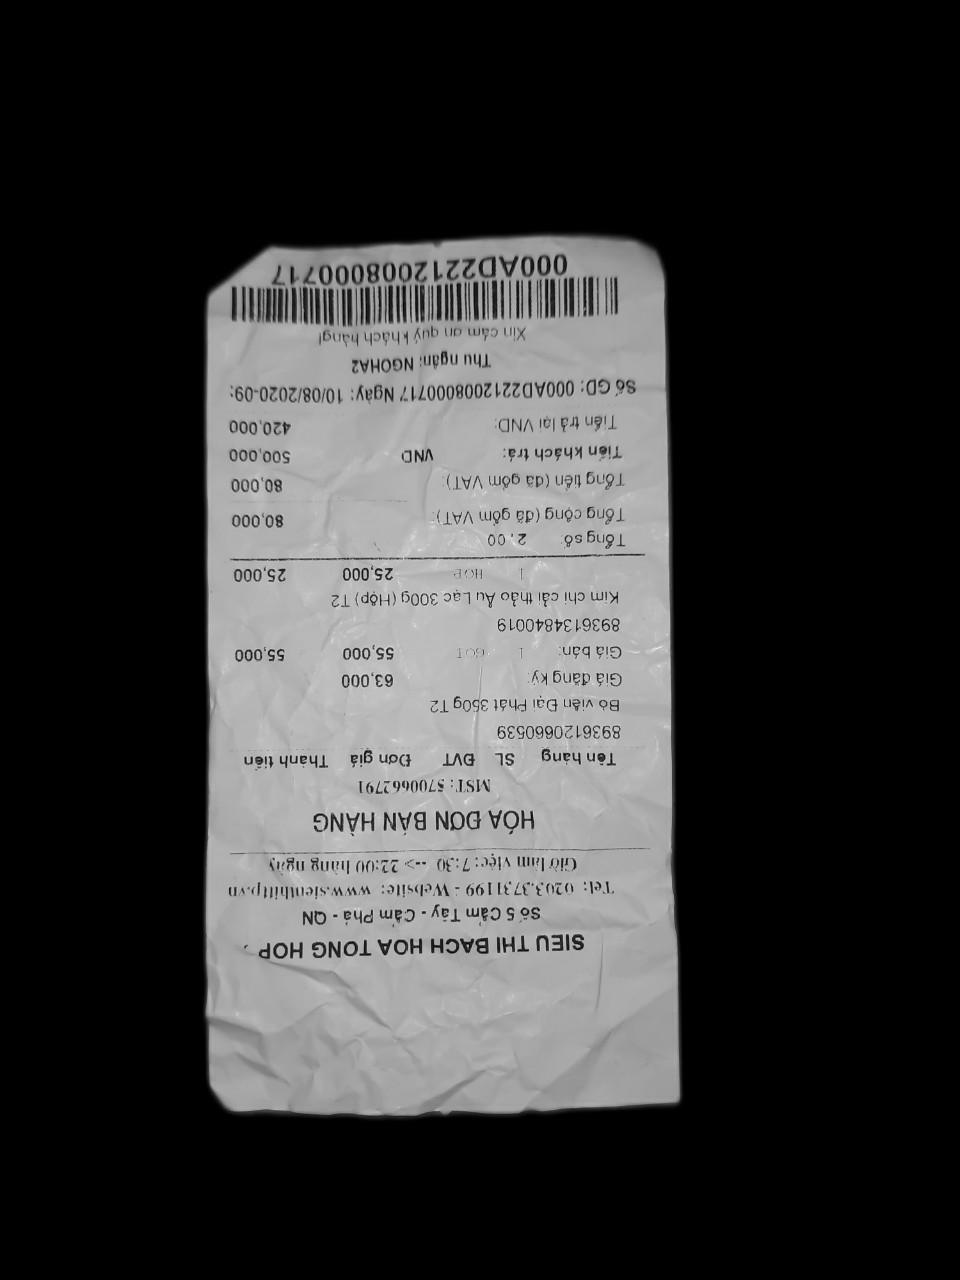 SIEU THI BACH HOA TONG HOP
Số 5 Cẩm Tây - Cẩm Phả - QN
Tel: 0203.3731199 - Website: www.sieuthittp.vn
Giờ làm việc: 7:30 --> 22:00 hàng ngày
HÓA ĐƠN BÁN HÀNG
MST: 5700662791
Tên hàng SL ĐVT Đơn giá Thành tiền
8936120660539
Bò viên Đại Phát 350g T2
Giá đăng ký: 63,000
Giá bán: 1 GOT 55,000 55,000
8936134840019
Kim chi cải thảo Âu Lạc 300g (Hộp) T2
1 HOP 25,000 25,000
Tổng số: 2.00
Tổng cộng (đã gồm VAT): 80,000
Tổng tiền (đã gồm VAT): 80,000
Tiền khách trả: VND 500,000
Tiền trả lại VND: 420,000
Số GD: 000AD2212008000717 Ngày: 10/08/2020-09:
Thu ngân: NGOHA2
Xin cảm ơn quý khách hàng!
000AD2212008000717